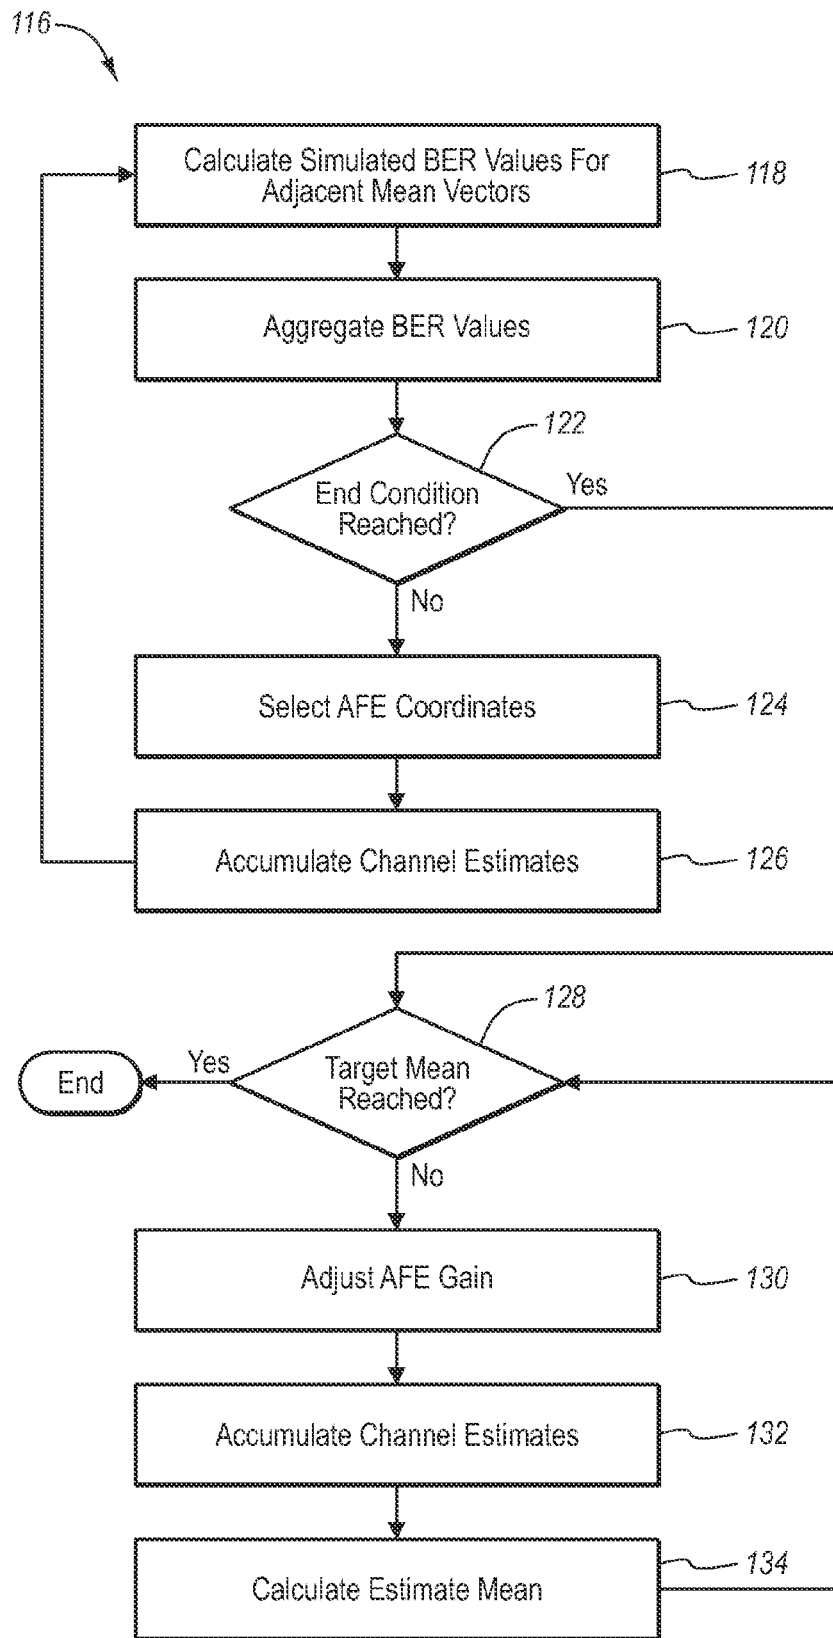 116
Calculate Simulated BER Values For
Adjacent Mean Vectors
118
Aggregate BER Values
120
122
End Condition
Reached?
Yes
No
Select AFE Coordinates
124
Accumulate Channel Estimates
126
128
End
Yes
Target Mean
Reached?
No
Adjust AFE Gain
130
Accumulate Channel Estimates
132
Calculate Estimate Mean
134